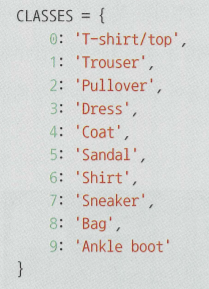 CLASSES = {
0: 'T-shirt/top',
1: 'Trouser',
2: 'Pullover',
3: 'Dress',
4: 'Coat',
5: 'Sandal',
6: 'Shirt',
7: 'Sneaker',
8: 'Bag',
9: 'Ankle boot'
}